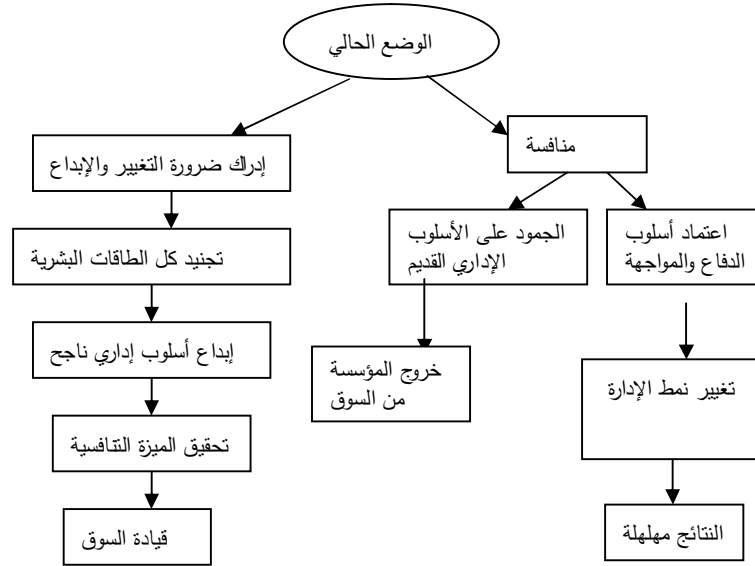 الوضع الحالي
منافسة
إدراك ضرورة التغيير والإبداع
اعتماد أسلوب
الدفاع والمواجهة
الجمود على الأسلوب
الإداري القديم
تجنيد كل الطاقات البشرية
إبداع أسلوب إداري ناجح
خروج المؤسسة
من السوق
تغيير نمط الإدارة
تحقيق الميزة التنافسية
النتائج مهلهلة
قيادة السوق